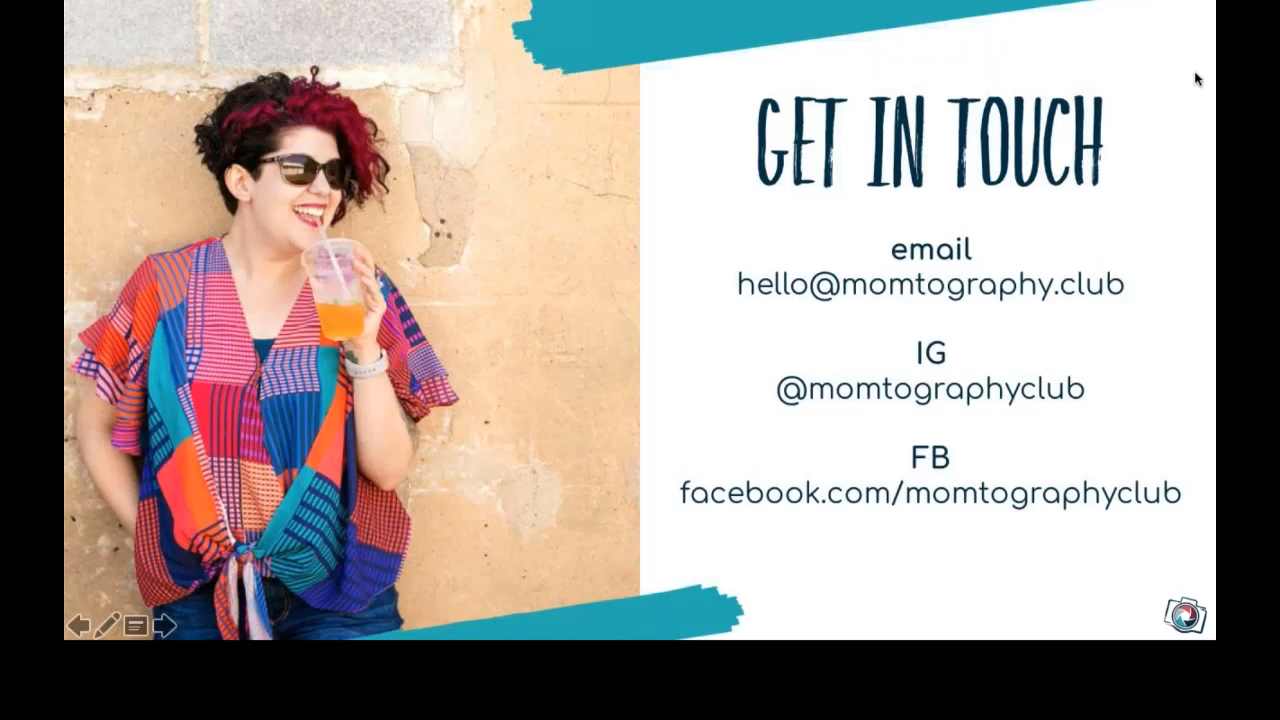 GET IN TOUCH
email
hello@momtography.club
IG
@momtographyclub
FB
facebook.com/momtographyclub